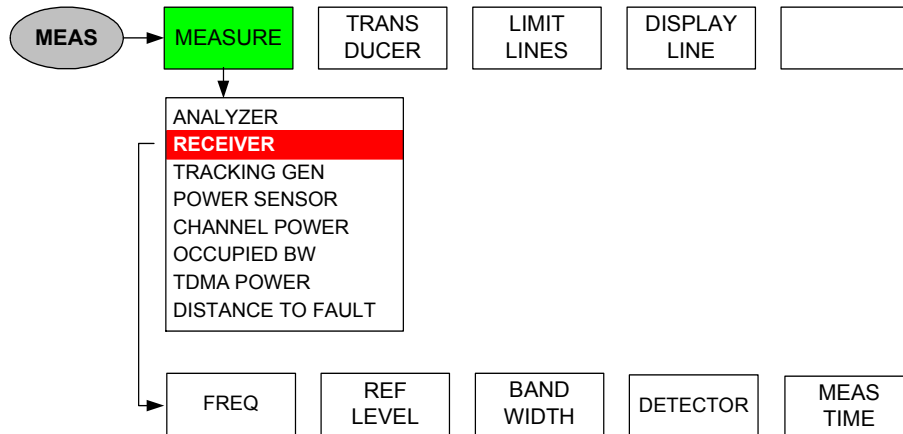 MEAS
MEASURE
TRANS
DUCER
LIMIT
LINES
DISPLAY
LINE
ANALYZER
RECEIVER
TRACKING GEN
POWER SENSOR
CHANNEL POWER
OCCUPIED BW
TDMA POWER
DISTANCE TO FAULT
FREQ
REF
LEVEL
BAND
WIDTH
DETECTOR
MEAS
TIME